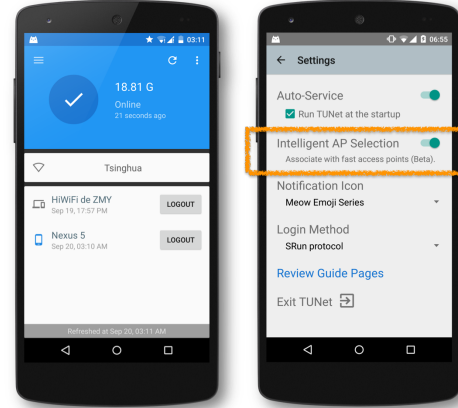 03:11
18.81 G
Online
21 seconds ago
Tsinghua
HiWiFi de ZMY
Sep 19, 17:57 PM
LOGOUT
Nexus 5
Sep 20, 03:10 AM
LOGOUT
Refreshed at Sep 20, 03:11 AM
06:55
Settings
Auto-Service
Run TUNet at the startup
Intelligent AP Selection
Associate with fast access points (Beta).
Notification Icon
Meow Emoji Series
Login Method
SRun protocol
Review Guide Pages
Exit TUNet